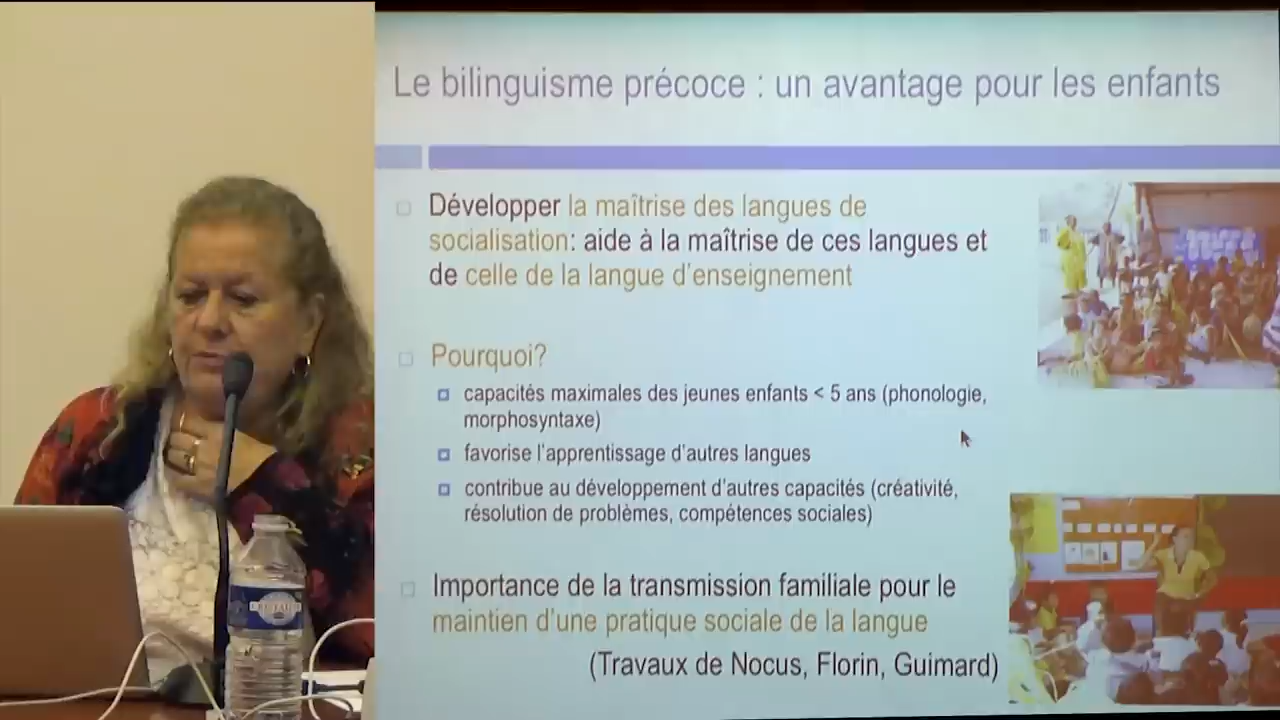 Le bilinguisme précoce : un avantage pour les enfants
Développer la maîtrise des langues de
socialisation: aide à la maîtrise de ces langues et
de celle de la langue d'enseignement
Pourquoi?
capacités maximales des jeunes enfants < 5 ans (phonologie,
morphosyntaxe)
favorise l'apprentissage d'autres langues
contribue au développement d'autres capacités (créativité,
résolution de problèmes, compétences sociales)
Importance de la transmission familiale pour le
maintien d'une pratique sociale de la langue
(Travaux de Nocus, Florin, Guimard)